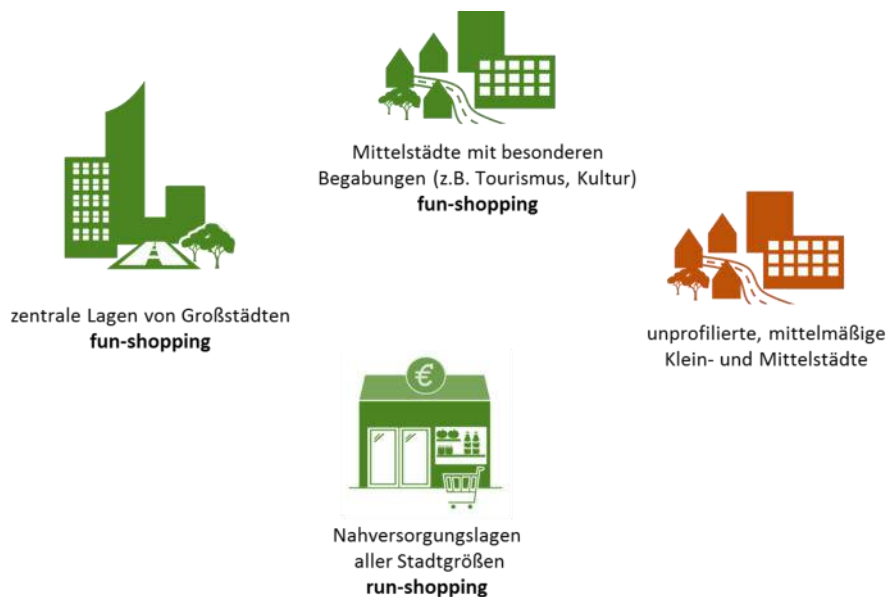 Mittelstädte mit besonderen
Begabungen (z.B. Tourismus, Kultur)
fun-shopping
zentrale Lagen von Großstädten
fun-shopping
unprofilierte, mittelmäßige
Klein- und Mittelstädte
€
Nahversorgungslagen
aller Stadtgrößen
run-shopping